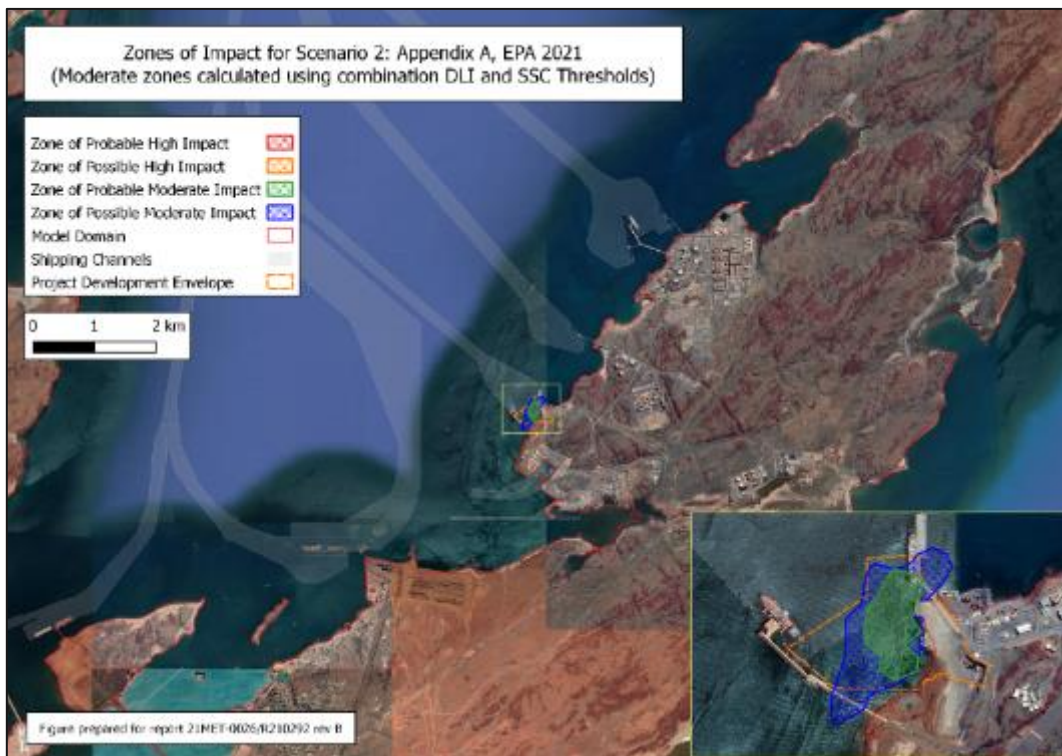 Zones of Impact for Scenario 2: Appendix A, EPA 2021
(Moderate zones calculated using combination DLI and SSC Thresholds)
Zone of Probable High Impact
Zone of Possible High Impact
Zone of Probable Moderate Impact
Zone of Possible Moderate Impact
Model Domain
Shipping Channels
Project Development Envelope
0 1 2 km
Figure prepared for report 21MET-0026/R210292 rev B